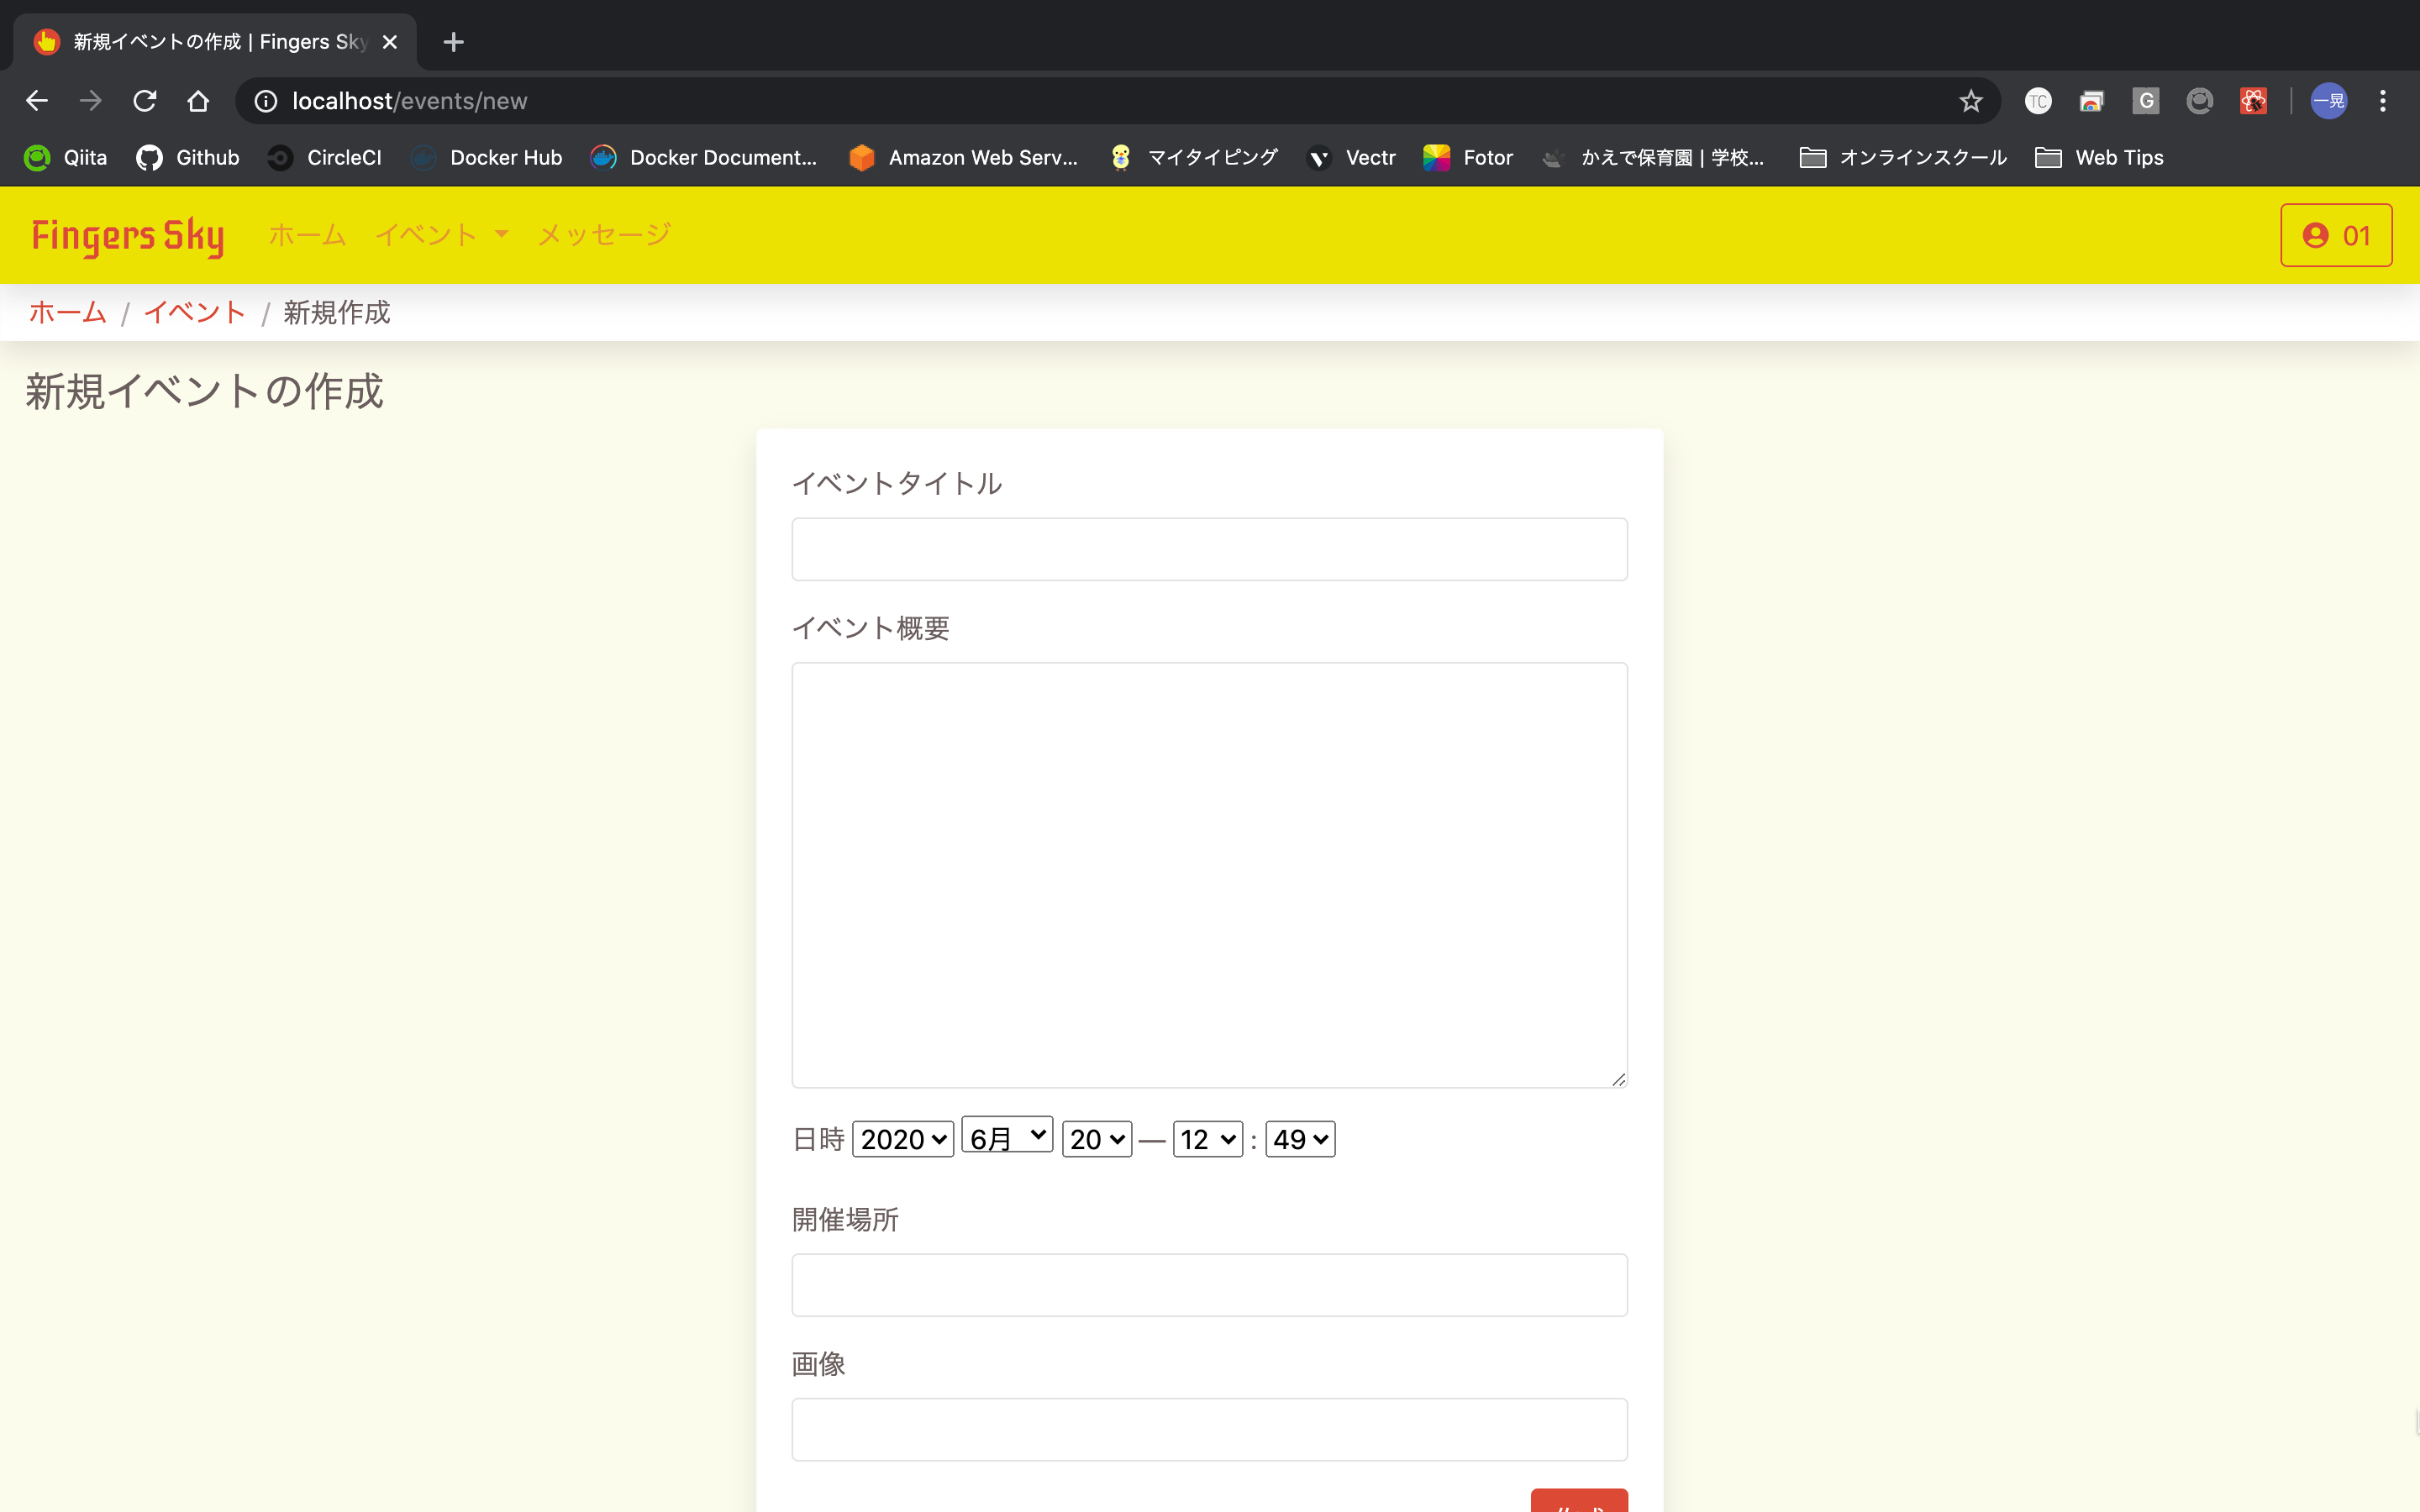 新規イベントの作成 | Fingers Sky
localhost/events/new
TC
G
一晃
Qiita Github CircleCI Docker Hub Docker Document... Amazon Web Serv... マイタイピング Vectr Fotor かえで保育園 | 学校... オンラインスクール Web Tips
Fingers Sky ホーム イベント メッセージ 01
ホーム / イベント / 新規作成
新規イベントの作成
イベントタイトル
イベント概要
日時 2020 6月 20 — 12 : 49
開催場所
画像